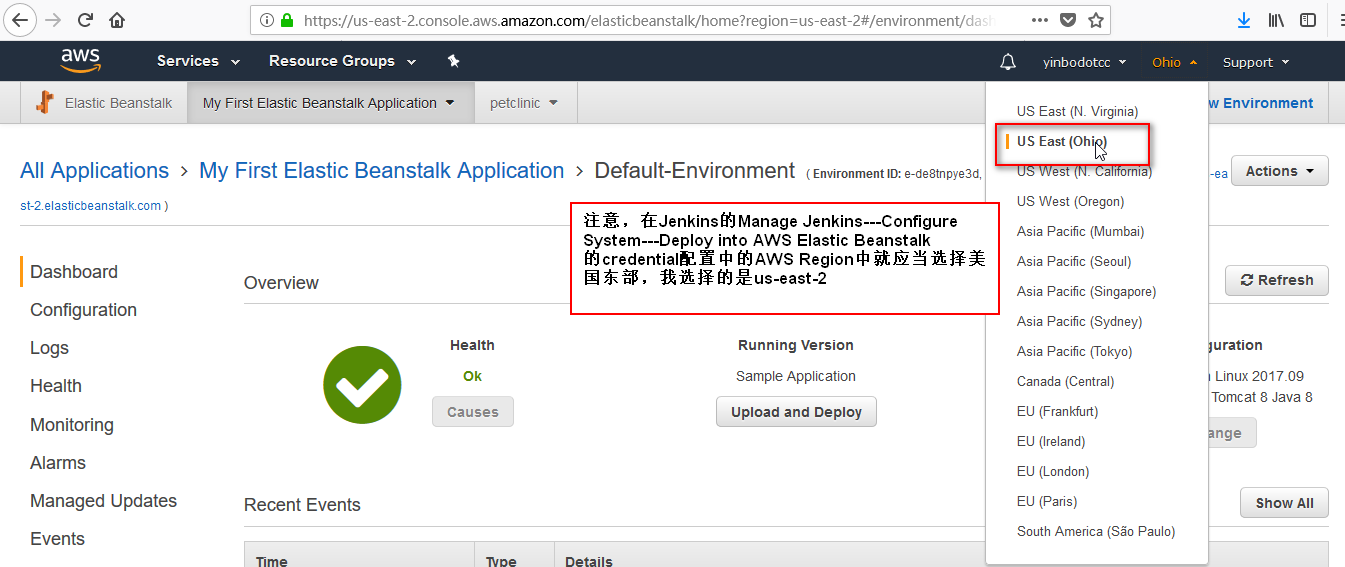 https://us-east-2.console.aws.amazon.com/elasticbeanstalk/home?region=us-east-2#/environment/das
aws Services Resource Groups yinbodotcc Ohio Support
Elastic Beanstalk My First Elastic Beanstalk Application petclinic w Environment
US East (N. Virginia)
US East (Ohio)
US West (N. California)
US West (Oregon)
Asia Pacific (Mumbai)
Asia Pacific (Seoul)
Asia Pacific (Singapore)
Asia Pacific (Sydney)
Asia Pacific (Tokyo)
Canada (Central)
EU (Frankfurt)
EU (Ireland)
EU (London)
EU (Paris)
South America (São Paulo)
All Applications › My First Elastic Beanstalk Application › Default-Environment ( Environment ID: e-de8tnpye3d, -ea
st-2.elasticbeanstalk.com )
Actions
注意，在Jenkins的Manage Jenkins---Configure
System---Deploy into AWS Elastic Beanstalk
的credential配置中的AWS Region中就应当选择美
国东部，我选择的是us-east-2
Dashboard
Configuration
Logs
Health
Monitoring
Alarms
Managed Updates
Events
Overview
Refresh
Health
Ok
Causes
Running Version
Sample Application
Upload and Deploy
guration
Linux 2017.09
Tomcat 8 Java 8
ange
Recent Events
Show All
Time Type Details